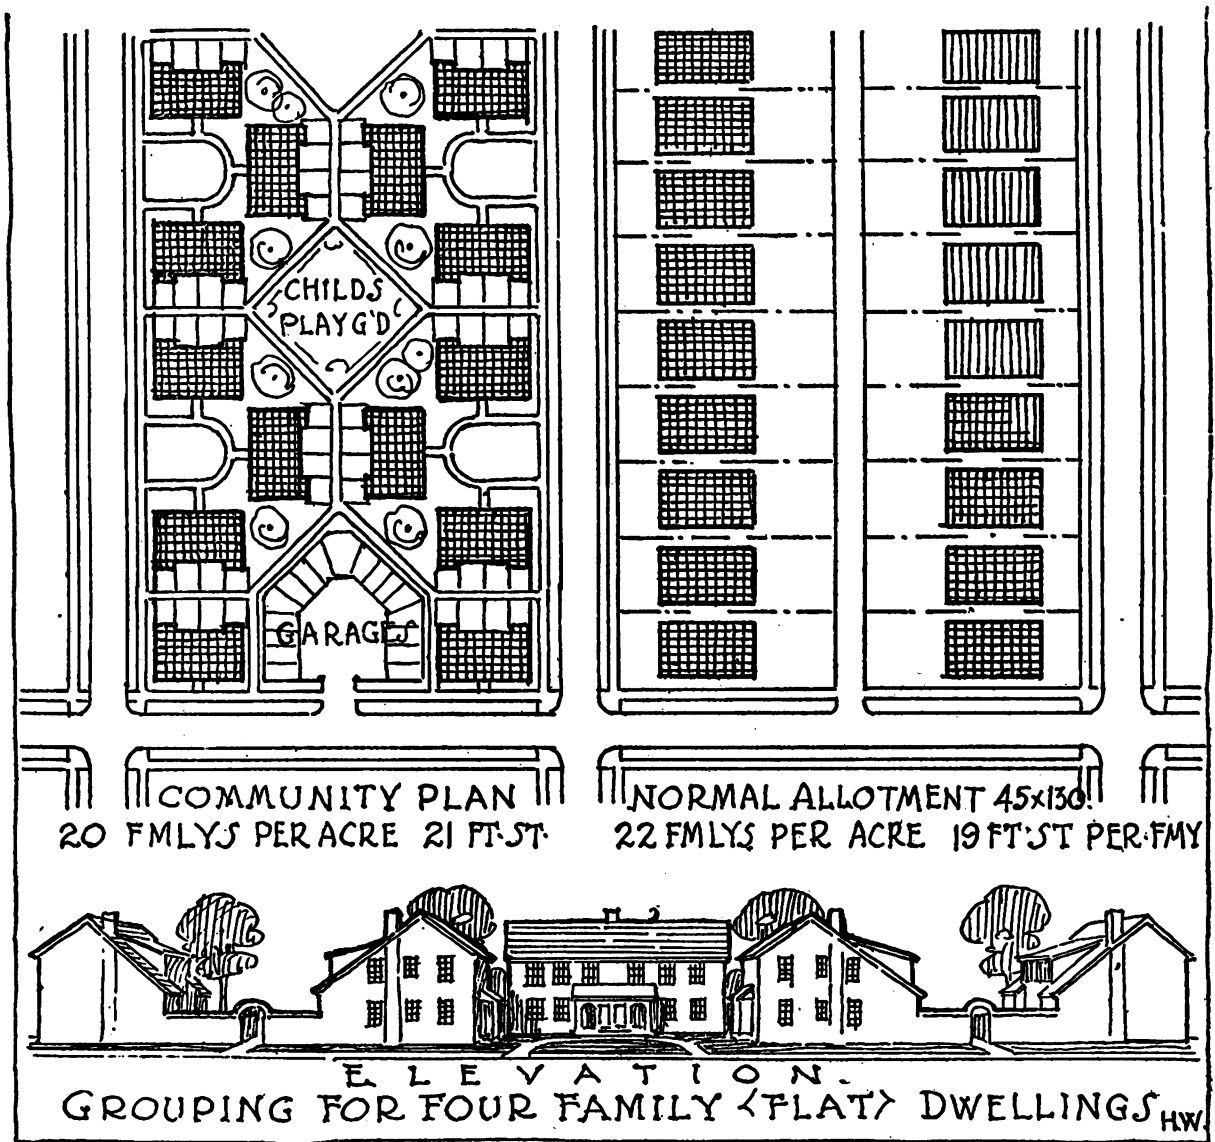 CHILDS
PLAYG'D
GARAGES
COMMUNITY PLAN
20 FMLYS PER ACRE 21 FT·ST·
NORMAL ALLOTMENT 45x130'
22 FMLYS PER ACRE 19 FT·ST PER·FMY
ELEVATION.
GROUPING FOR FOUR FAMILY <FLAT> DWELLINGS
H.W.